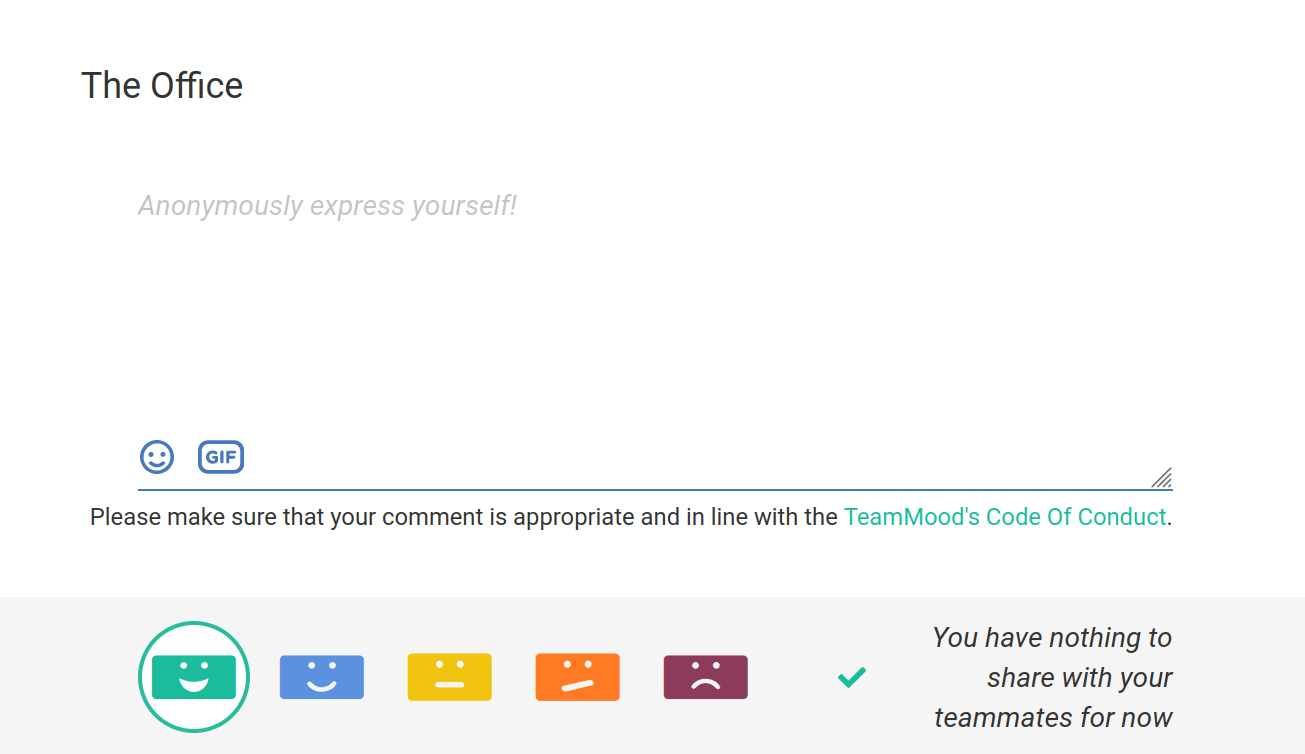 The Office
Anonymously express yourself!
GIF
Please make sure that your comment is appropriate and in line with the TeamMood's Code Of Conduct.
You have nothing to
share with your
teammates for now